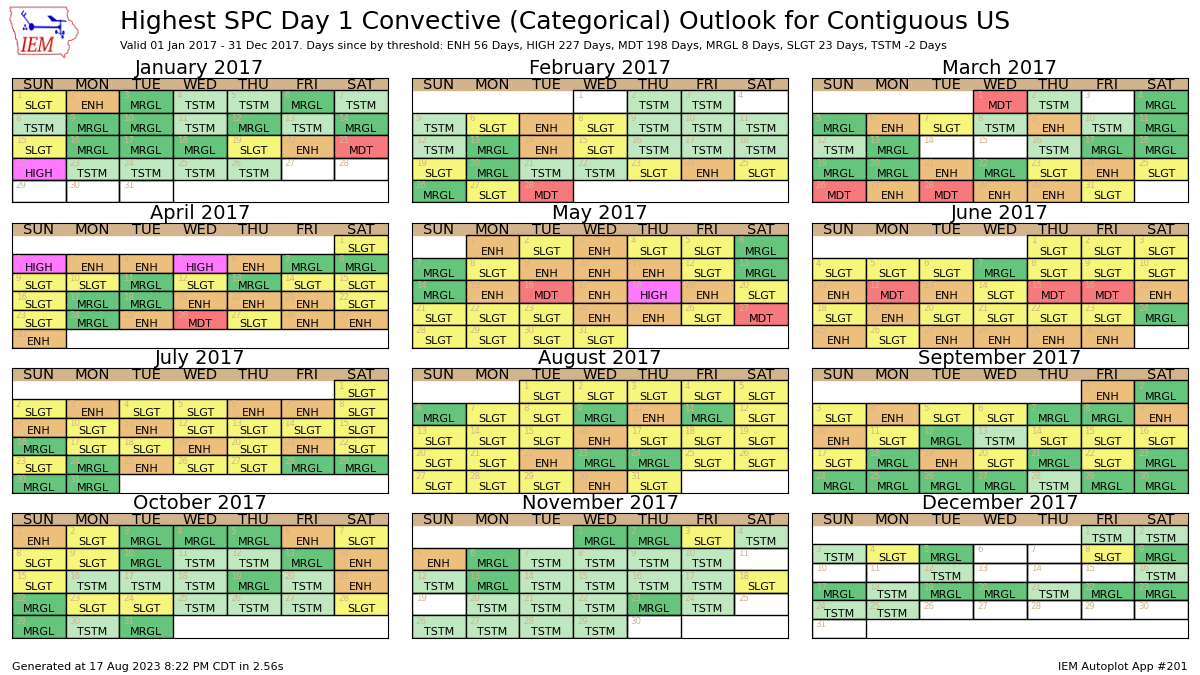 IEM
Highest SPC Day 1 Convective (Categorical) Outlook for Contiguous US
Valid 01 Jan 2017 - 31 Dec 2017. Days since by threshold: ENH 56 Days, HIGH 227 Days, MDT 198 Days, MRGL 8 Days, SLGT 23 Days, TSTM -2 Days
January 2017
SUN MON TUE WED THU FRI SAT
SLGT ENH MRGL TSTM TSTM MRGL TSTM
TSTM MRGL MRGL TSTM MRGL TSTM MRGL
SLGT MRGL MRGL MRGL SLGT ENH MDT
HIGH TSTM TSTM TSTM TSTM 27 28
29 30 31
February 2017
SUN MON TUE WED THU FRI SAT
1 TSTM TSTM 4
TSTM SLGT ENH SLGT TSTM TSTM TSTM
TSTM MRGL ENH SLGT TSTM TSTM TSTM
SLGT MRGL TSTM TSTM SLGT ENH SLGT
MRGL SLGT MDT
March 2017
SUN MON TUE WED THU FRI SAT
MDT TSTM 3 MRGL
MRGL ENH SLGT TSTM ENH TSTM MRGL
TSTM MRGL 14 15 TSTM MRGL MRGL
MRGL MRGL ENH MRGL SLGT ENH SLGT
MDT ENH MDT ENH ENH SLGT
April 2017
SUN MON TUE WED THU FRI SAT
SLGT
HIGH ENH ENH HIGH ENH MRGL MRGL
SLGT SLGT MRGL SLGT MRGL SLGT SLGT
SLGT MRGL MRGL ENH ENH ENH SLGT
SLGT MRGL ENH MDT SLGT ENH ENH
ENH
May 2017
SUN MON TUE WED THU FRI SAT
ENH SLGT ENH SLGT SLGT MRGL
MRGL SLGT ENH ENH ENH SLGT MRGL
MRGL ENH MDT ENH HIGH ENH SLGT
SLGT SLGT SLGT ENH ENH SLGT MDT
SLGT SLGT SLGT SLGT
June 2017
SUN MON TUE WED THU FRI SAT
SLGT SLGT SLGT
SLGT SLGT SLGT MRGL SLGT SLGT SLGT
ENH MDT ENH SLGT MDT MDT ENH
SLGT ENH SLGT SLGT SLGT SLGT MRGL
ENH SLGT ENH ENH ENH ENH
July 2017
SUN MON TUE WED THU FRI SAT
SLGT
SLGT ENH SLGT SLGT ENH ENH SLGT
ENH SLGT ENH SLGT SLGT SLGT SLGT
MRGL SLGT SLGT ENH SLGT ENH SLGT
SLGT MRGL ENH SLGT SLGT MRGL MRGL
MRGL MRGL
August 2017
SUN MON TUE WED THU FRI SAT
SLGT SLGT SLGT SLGT SLGT
MRGL SLGT SLGT MRGL ENH MRGL SLGT
SLGT SLGT SLGT ENH SLGT SLGT SLGT
SLGT SLGT ENH MRGL MRGL SLGT SLGT
SLGT SLGT SLGT ENH SLGT
September 2017
SUN MON TUE WED THU FRI SAT
ENH MRGL
SLGT ENH SLGT SLGT MRGL MRGL ENH
ENH SLGT MRGL TSTM SLGT SLGT SLGT
SLGT MRGL ENH SLGT MRGL SLGT MRGL
MRGL MRGL MRGL MRGL TSTM MRGL MRGL
October 2017
SUN MON TUE WED THU FRI SAT
ENH SLGT MRGL MRGL MRGL ENH SLGT
SLGT SLGT MRGL TSTM TSTM MRGL ENH
SLGT TSTM TSTM TSTM MRGL TSTM ENH
MRGL SLGT SLGT TSTM TSTM TSTM SLGT
MRGL TSTM MRGL
November 2017
SUN MON TUE WED THU FRI SAT
MRGL MRGL SLGT TSTM
ENH MRGL TSTM TSTM TSTM TSTM 11
TSTM MRGL TSTM TSTM TSTM TSTM SLGT
19 TSTM TSTM TSTM MRGL TSTM 25
TSTM TSTM TSTM TSTM 30
December 2017
SUN MON TUE WED THU FRI SAT
TSTM TSTM
TSTM SLGT MRGL 6 7 SLGT MRGL
10 11 TSTM 13 14 15 TSTM
MRGL TSTM MRGL MRGL TSTM MRGL MRGL
TSTM TSTM 26 27 28 29 30
31
Generated at 17 Aug 2023 8:22 PM CDT in 2.56s
IEM Autoplot App #201